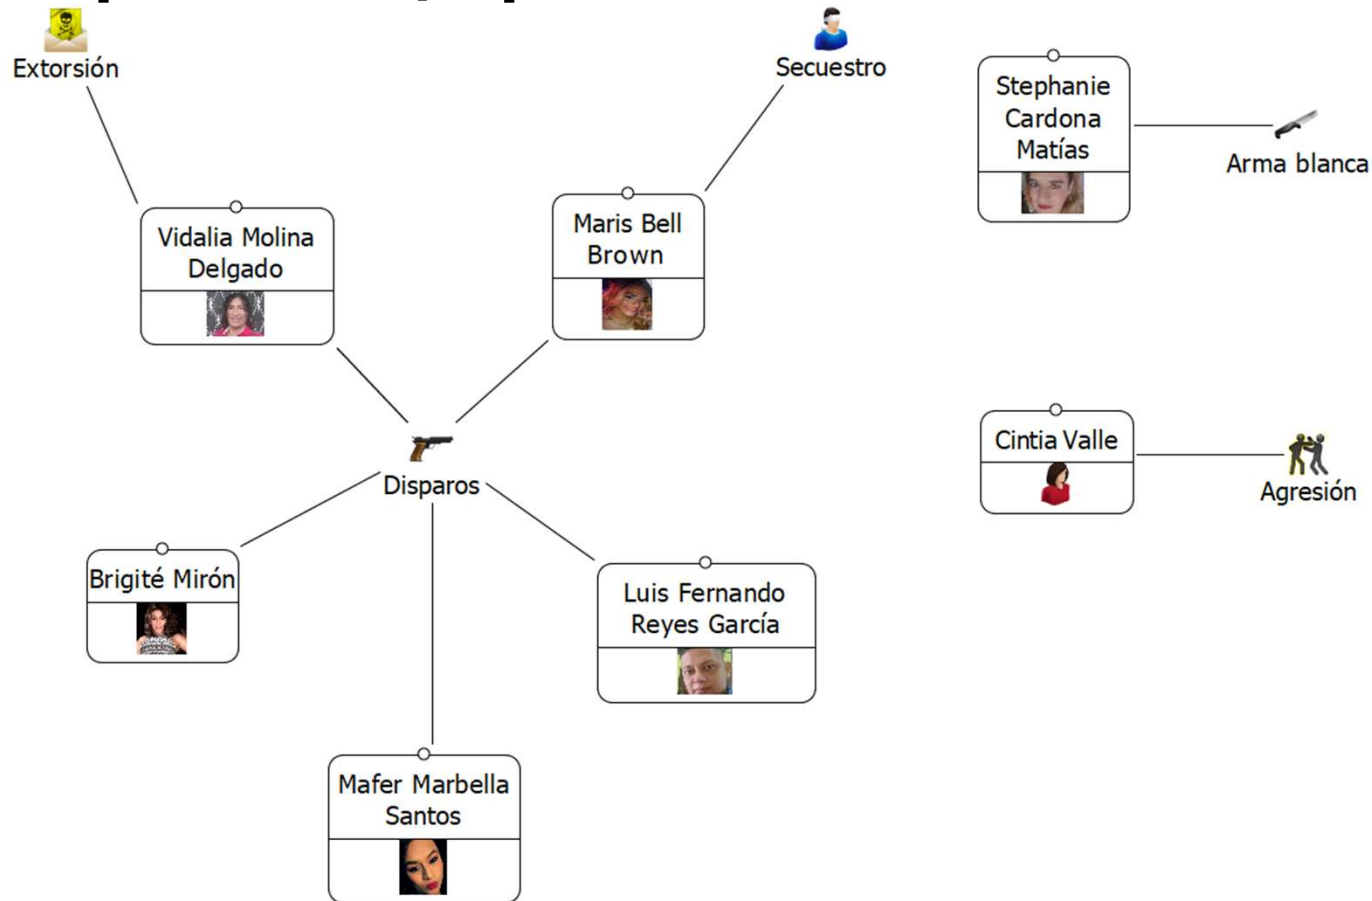 Extorsión
Secuestro
Stephanie
Cardona
Matías
Arma blanca
Vidalia Molina
Delgado
Maris Bell
Brown
Disparos
Cintia Valle
Agresión
Brigité Mirón
Luis Fernando
Reyes García
Mafer Marbella
Santos